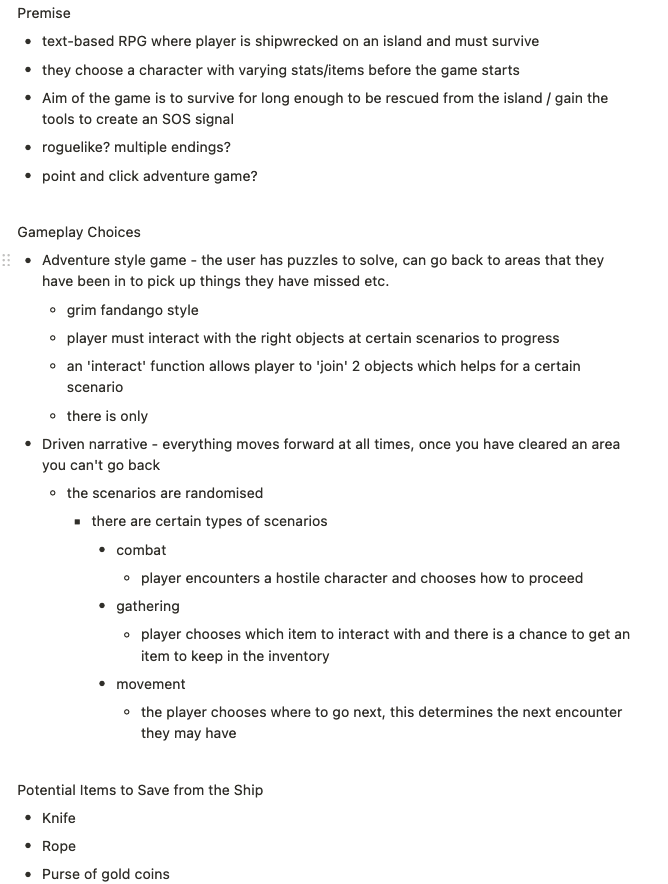 Premise
• text-based RPG where player is shipwrecked on an island and must survive
• they choose a character with varying stats/items before the game starts
• Aim of the game is to survive for long enough to be rescued from the island / gain the
tools to create an SOS signal
• roguelike? multiple endings?
• point and click adventure game?
Gameplay Choices
• Adventure style game - the user has puzzles to solve, can go back to areas that they
have been in to pick up things they have missed etc.
◦ grim fandango style
◦ player must interact with the right objects at certain scenarios to progress
◦ an 'interact' function allows player to 'join' 2 objects which helps for a certain
scenario
◦ there is only
• Driven narrative - everything moves forward at all times, once you have cleared an area
you can't go back
◦ the scenarios are randomised
▪ there are certain types of scenarios
• combat
◦ player encounters a hostile character and chooses how to proceed
• gathering
◦ player chooses which item to interact with and there is a chance to get an
item to keep in the inventory
• movement
◦ the player chooses where to go next, this determines the next encounter
they may have
Potential Items to Save from the Ship
• Knife
• Rope
• Purse of gold coins